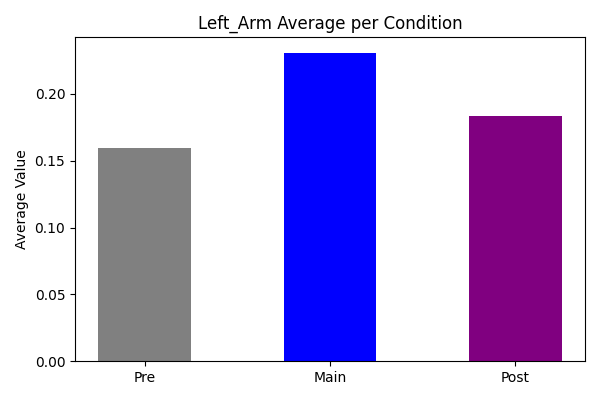 Left_Arm Average per Condition
Average Value
0.20
0.15
0.10
0.05
0.00
Pre
Main
Post